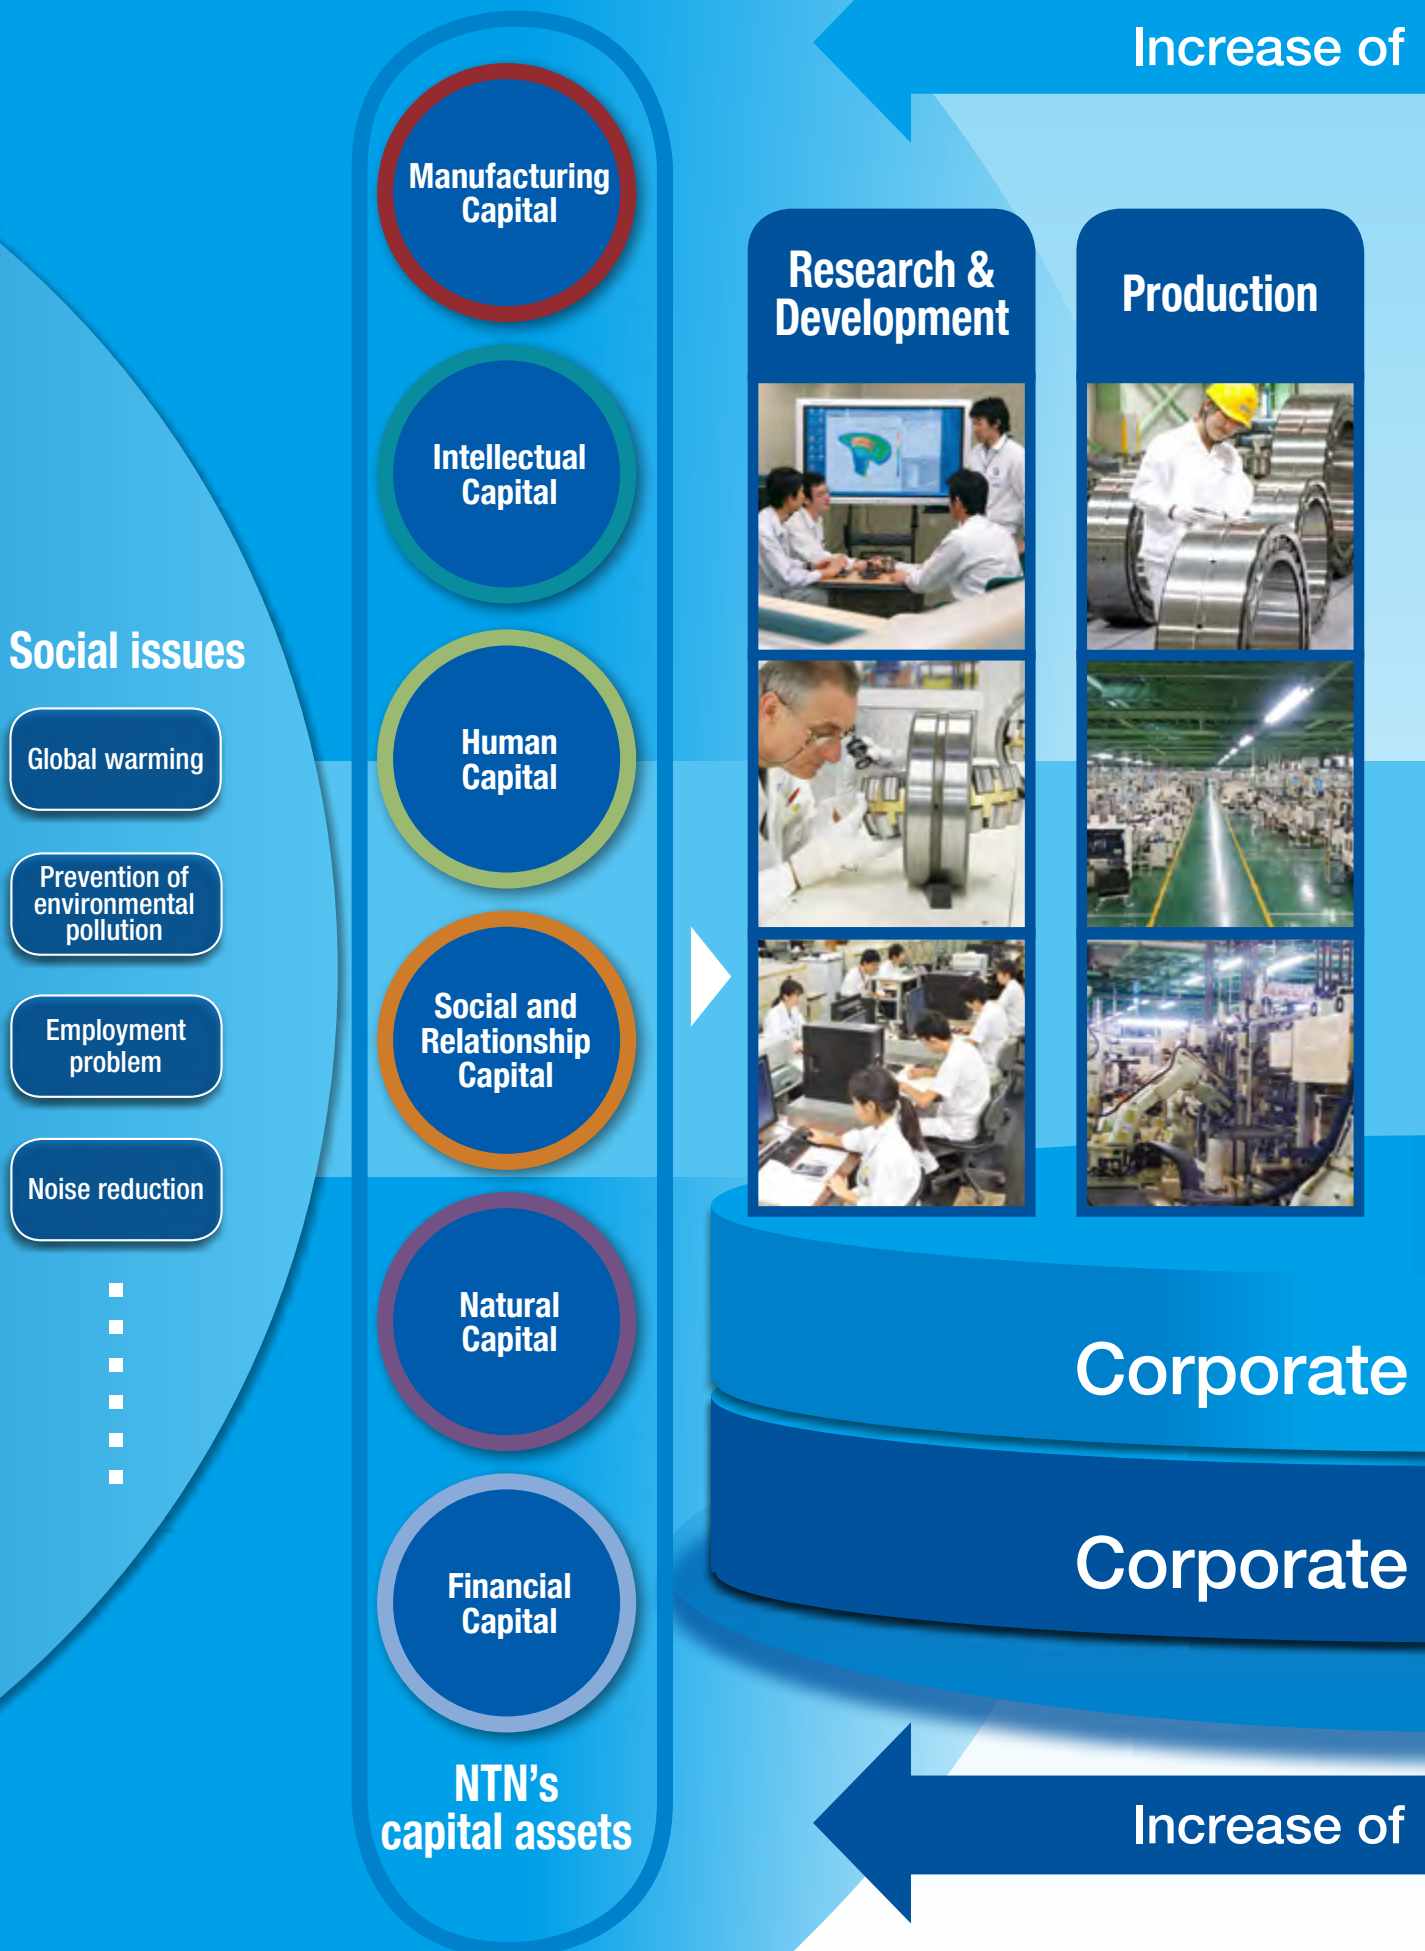 Increase of
Manufacturing
Capital
Research &
Development
Production
Intellectual
Capital
Social issues
Global warming
Prevention of
environmental
pollution
Employment
problem
Noise reduction
Human
Capital
Social and
Relationship
Capital
Natural
Capital
Financial
Capital
NTN's
capital assets
Corporate
Corporate
Increase of